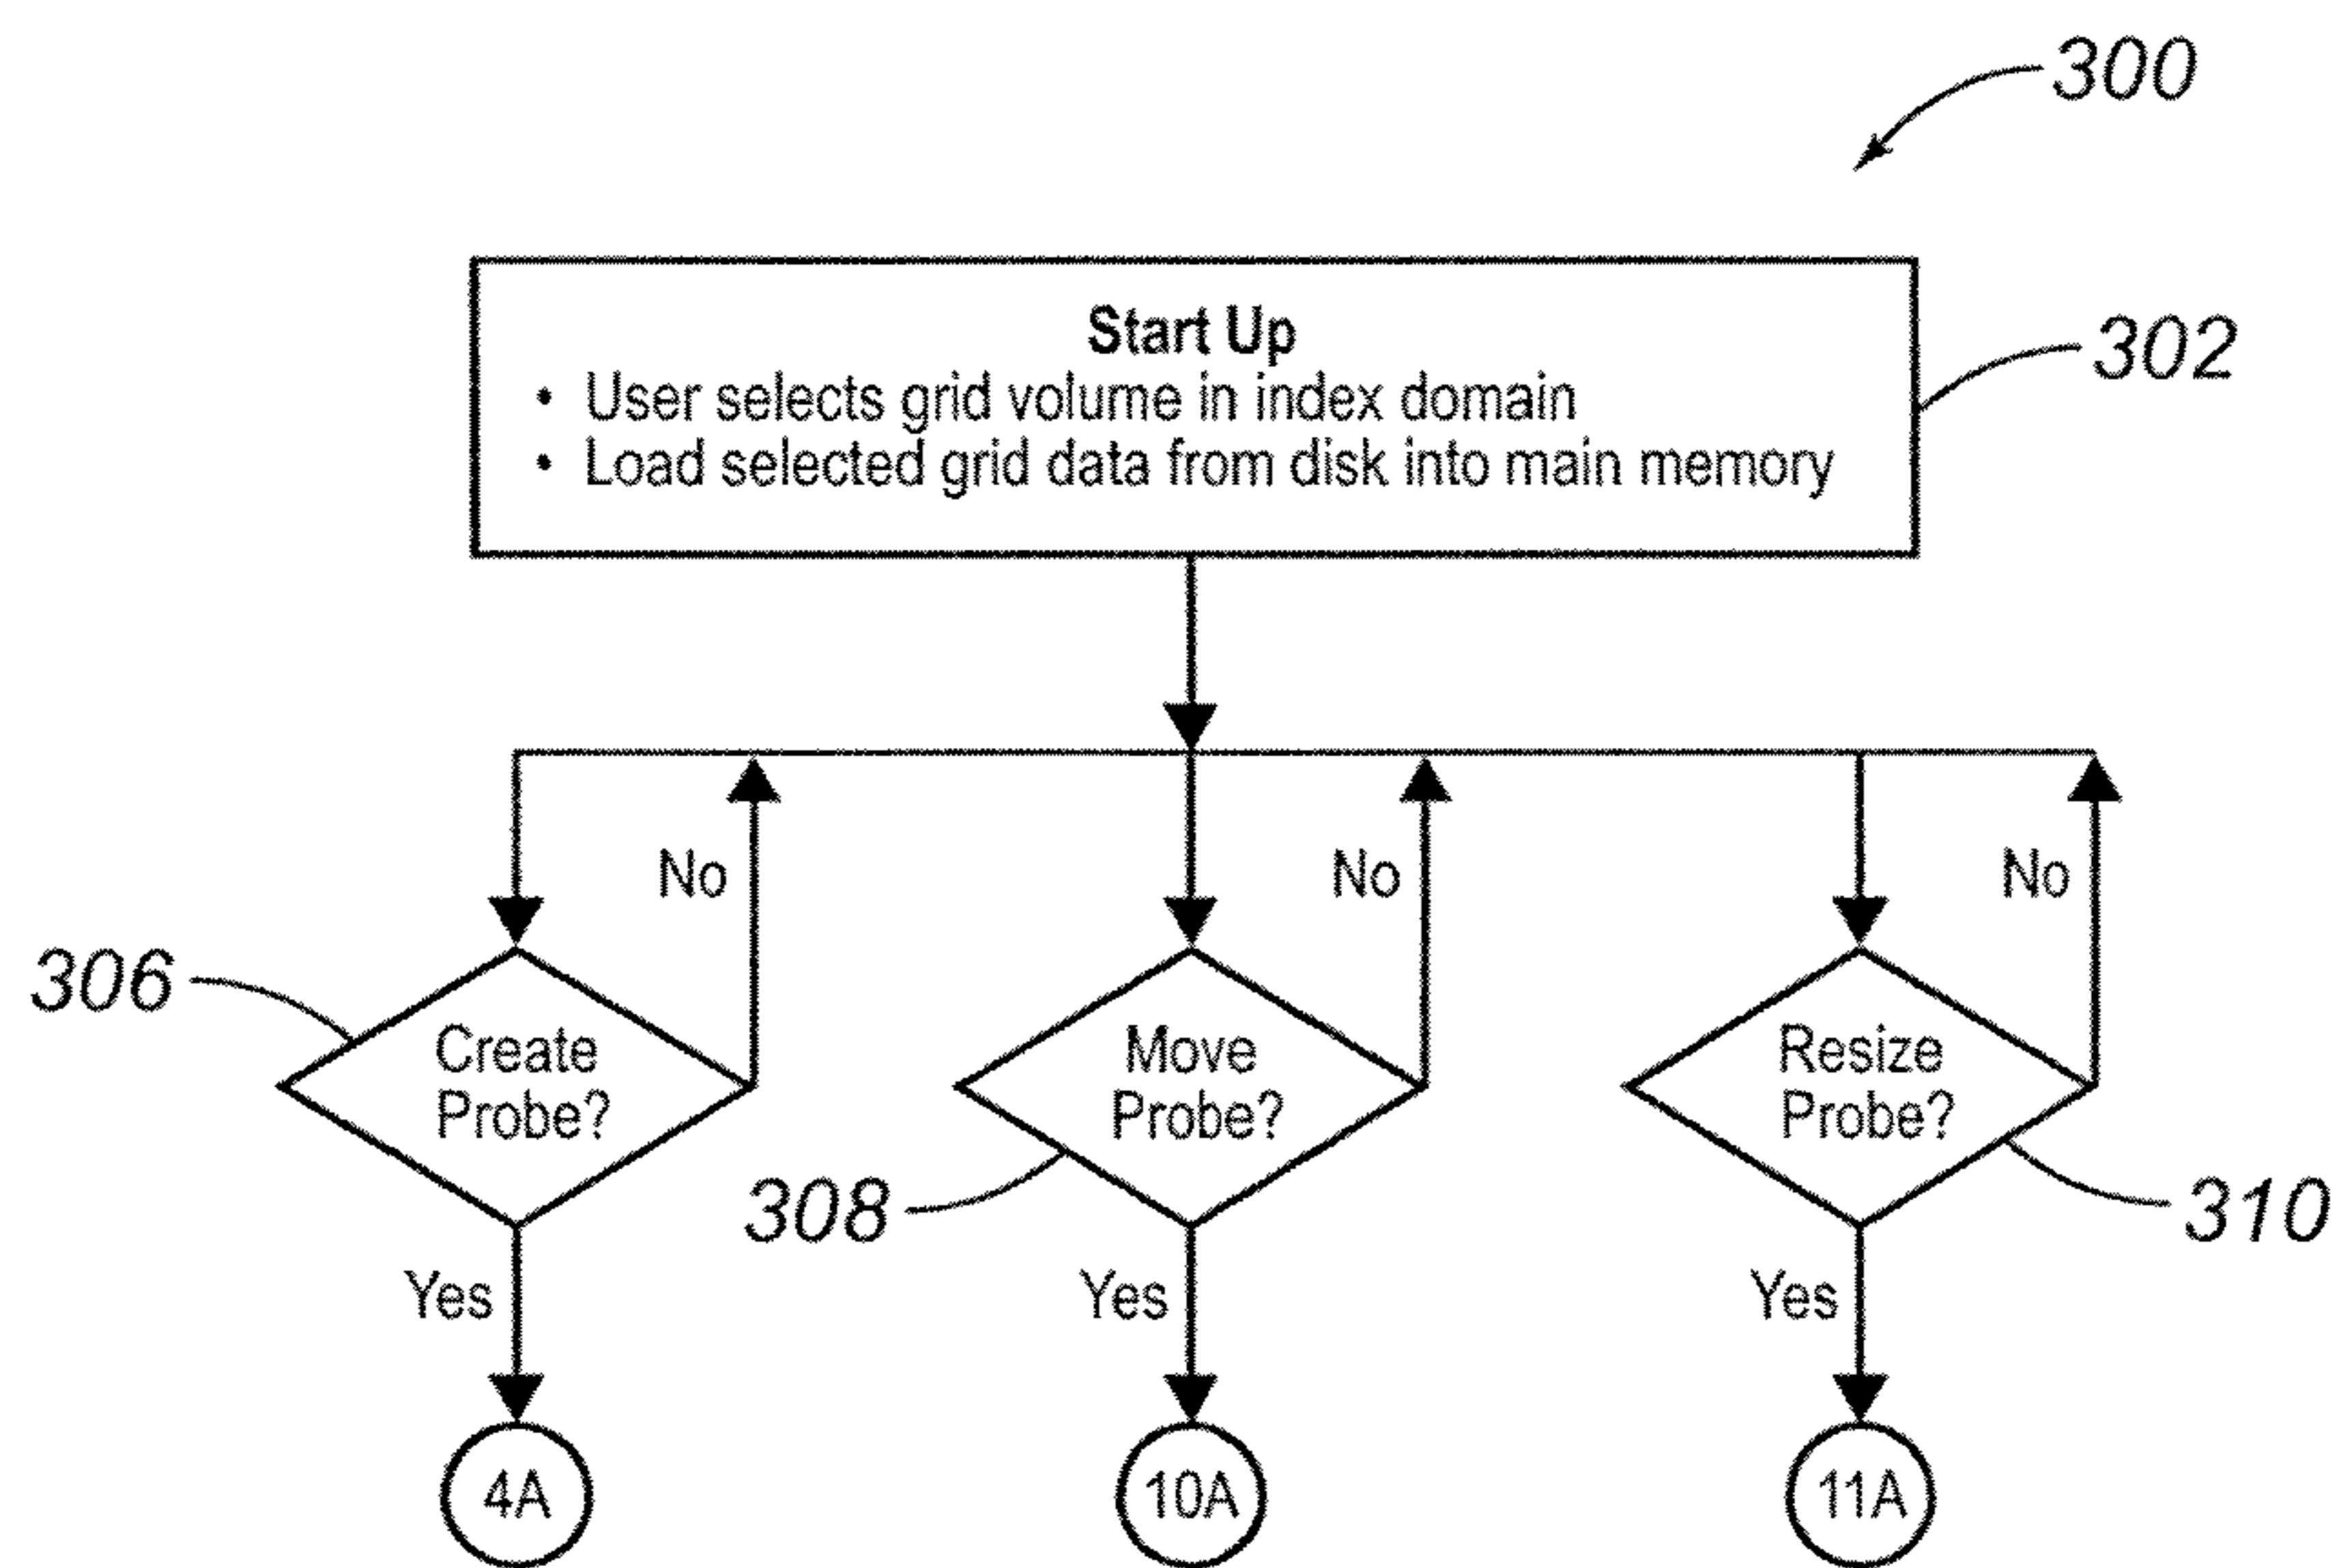 300
Start Up
• User selects grid volume in index domain
• Load selected grid data from disk into main memory
302
No
No
No
306
Create
Probe?
308
Move
Probe?
Resize
Probe?
310
Yes
Yes
Yes
4A
10A
11A